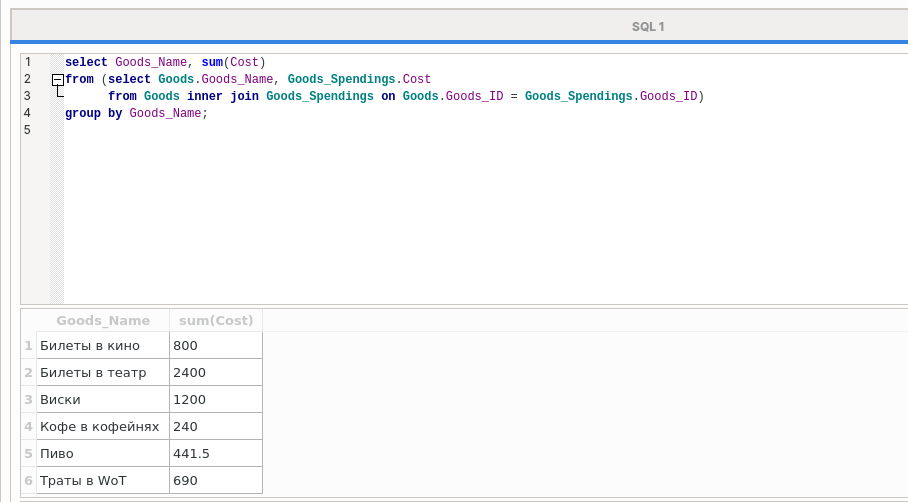 SQL 1
1 select Goods_Name, sum(Cost)
2 from (select Goods.Goods_Name, Goods_Spendings.Cost
3 from Goods inner join Goods_Spendings on Goods.Goods_ID = Goods_Spendings.Goods_ID)
4 group by Goods_Name;
5
Goods_Name sum(Cost)
1 Билеты в кино 800
2 Билеты в театр 2400
3 Виски 1200
4 Кофе в кофейнях 240
5 Пиво 441.5
6 Траты в WoT 690